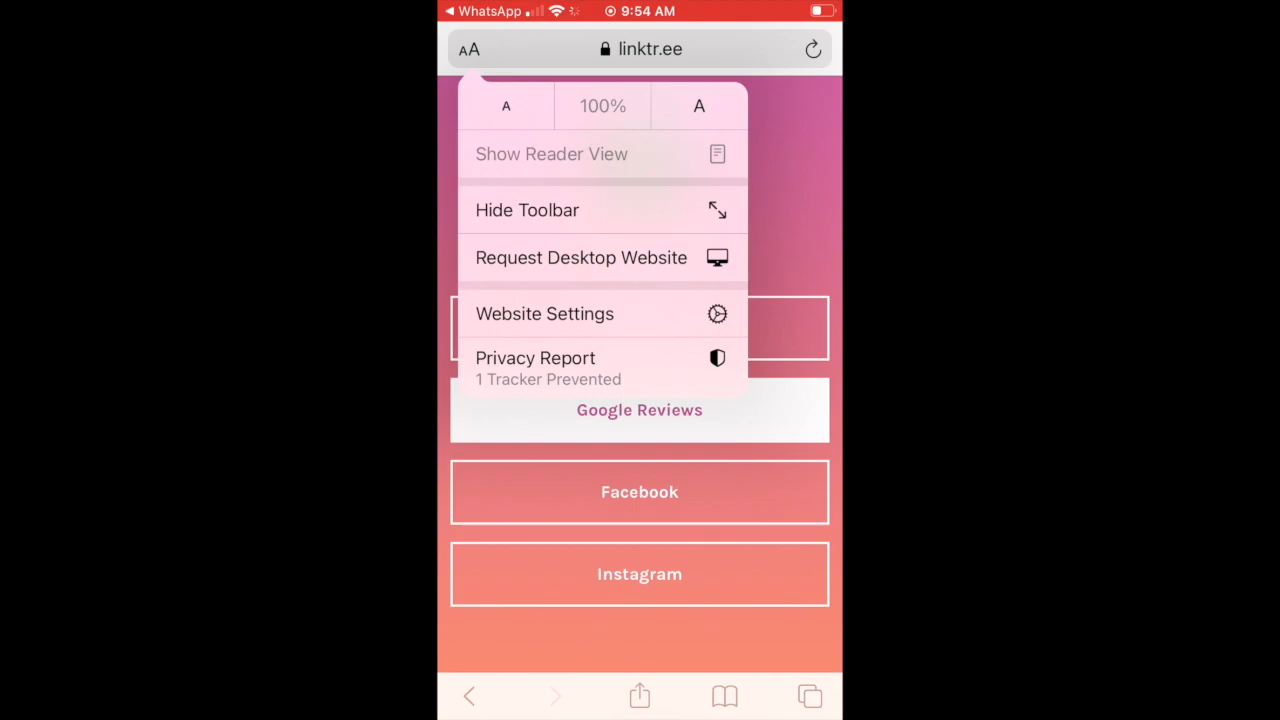 WhatsApp 9:54 AM
AA linktr.ee
A 100% A
Show Reader View
Hide Toolbar
Request Desktop Website
Website Settings
Privacy Report
1 Tracker Prevented
Google Reviews
Facebook
Instagram